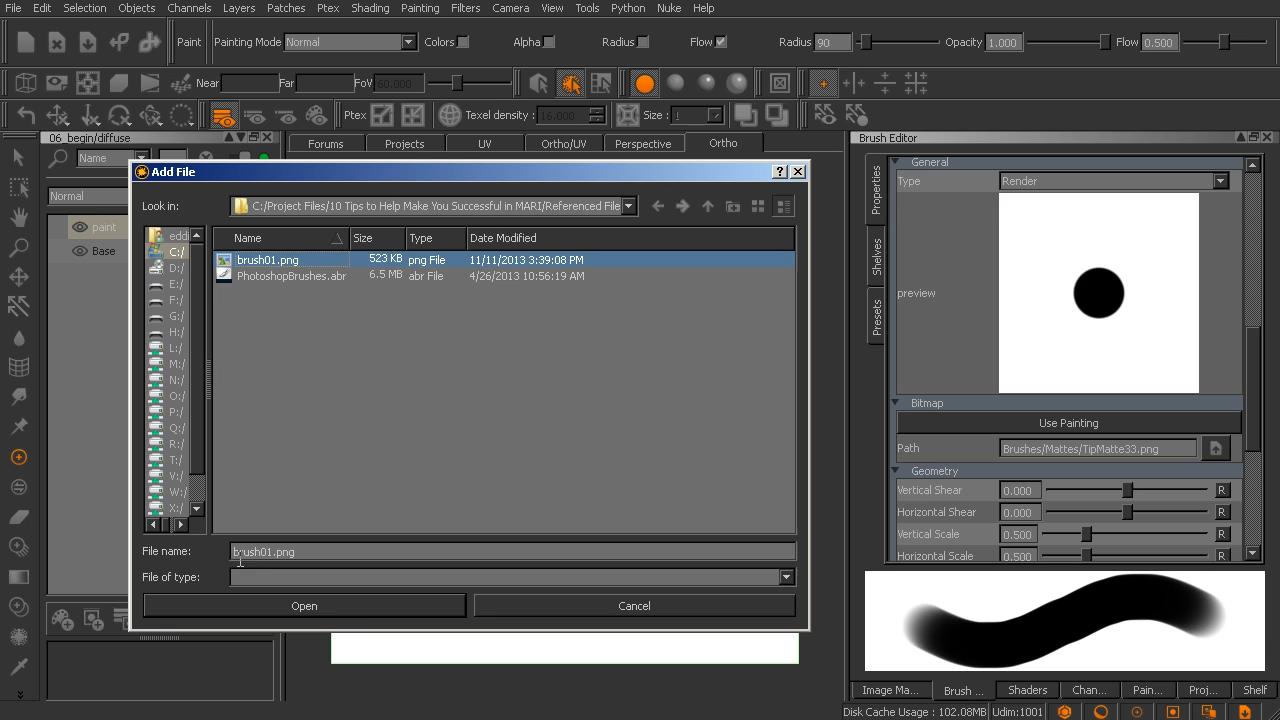 File Edit Selection Objects Channels Layers Patches Ptex Shading Painting Filters Camera View Tools Python Nuke Help
Paint Painting Mode Normal Colors Alpha Radius Flow Radius 90 Opacity 1.000 Flow 0.500
Near Far FoV 60.000
Ptex Texel density : 16.000 Size : 1
06_begin/diffuse
Name
Normal
paint
Base
Forums Projects UV Ortho/UV Perspective Ortho
Add File
Look in: C:/Project Files/10 Tips to Help Make You Successful in MARI/Referenced File
eddi
C:/
D:/
E:/
F:/
G:/
H:/
L:/
M:/
N:/
O:/
P:/
Q:/
R:/
T:/
V:/
W:/
X:/
Name Size Type Date Modified
brush01.png 523 KB png File 11/11/2013 3:39:08 PM
PhotoshopBrushes.abr 6.5 MB abr File 4/26/2013 10:56:19 AM
File name: brush01.png
File of type:
Open Cancel
Brush Editor
Properties
Shelves
Presets
General
Type Render
preview
Bitmap
Use Painting
Path Brushes/Mattes/TipMatte33.png
Geometry
Vertical Shear 0.000 R
Horizontal Shear 0.000 R
Vertical Scale 0.500 R
Horizontal Scale 0.500 R
Image Ma... Brush ... Shaders Chan... Pain... Proj... Shelf
Disk Cache Usage : 102.08MB Udim:1001